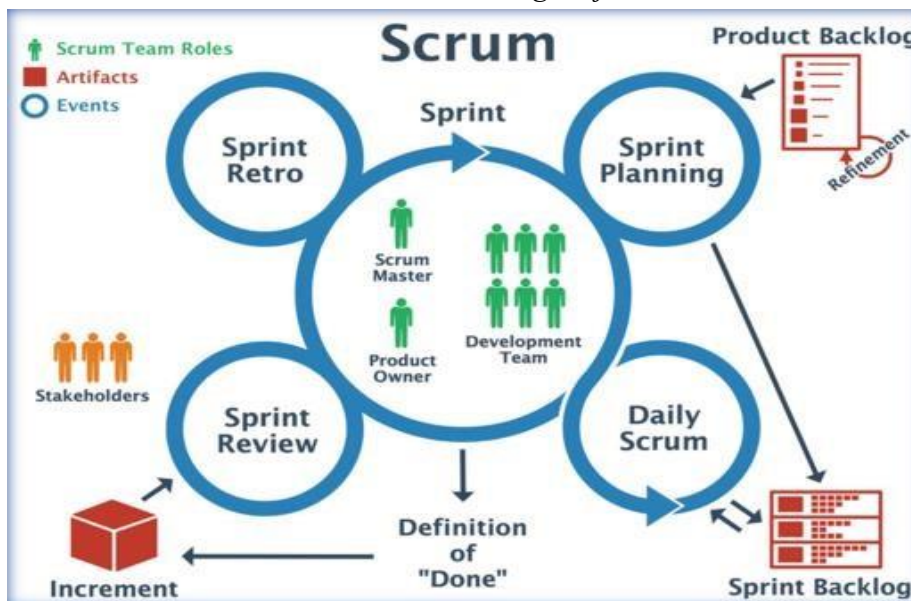 Scrum
Scrum Team Roles
Artifacts
Events
Product Backlog
Refinement
Sprint
Sprint
Retro
Sprint
Planning
Scrum
Master
Product
Owner
Development
Team
Stakeholders
Sprint
Review
Daily
Scrum
Definition
of
"Done"
Increment
Sprint Backlog